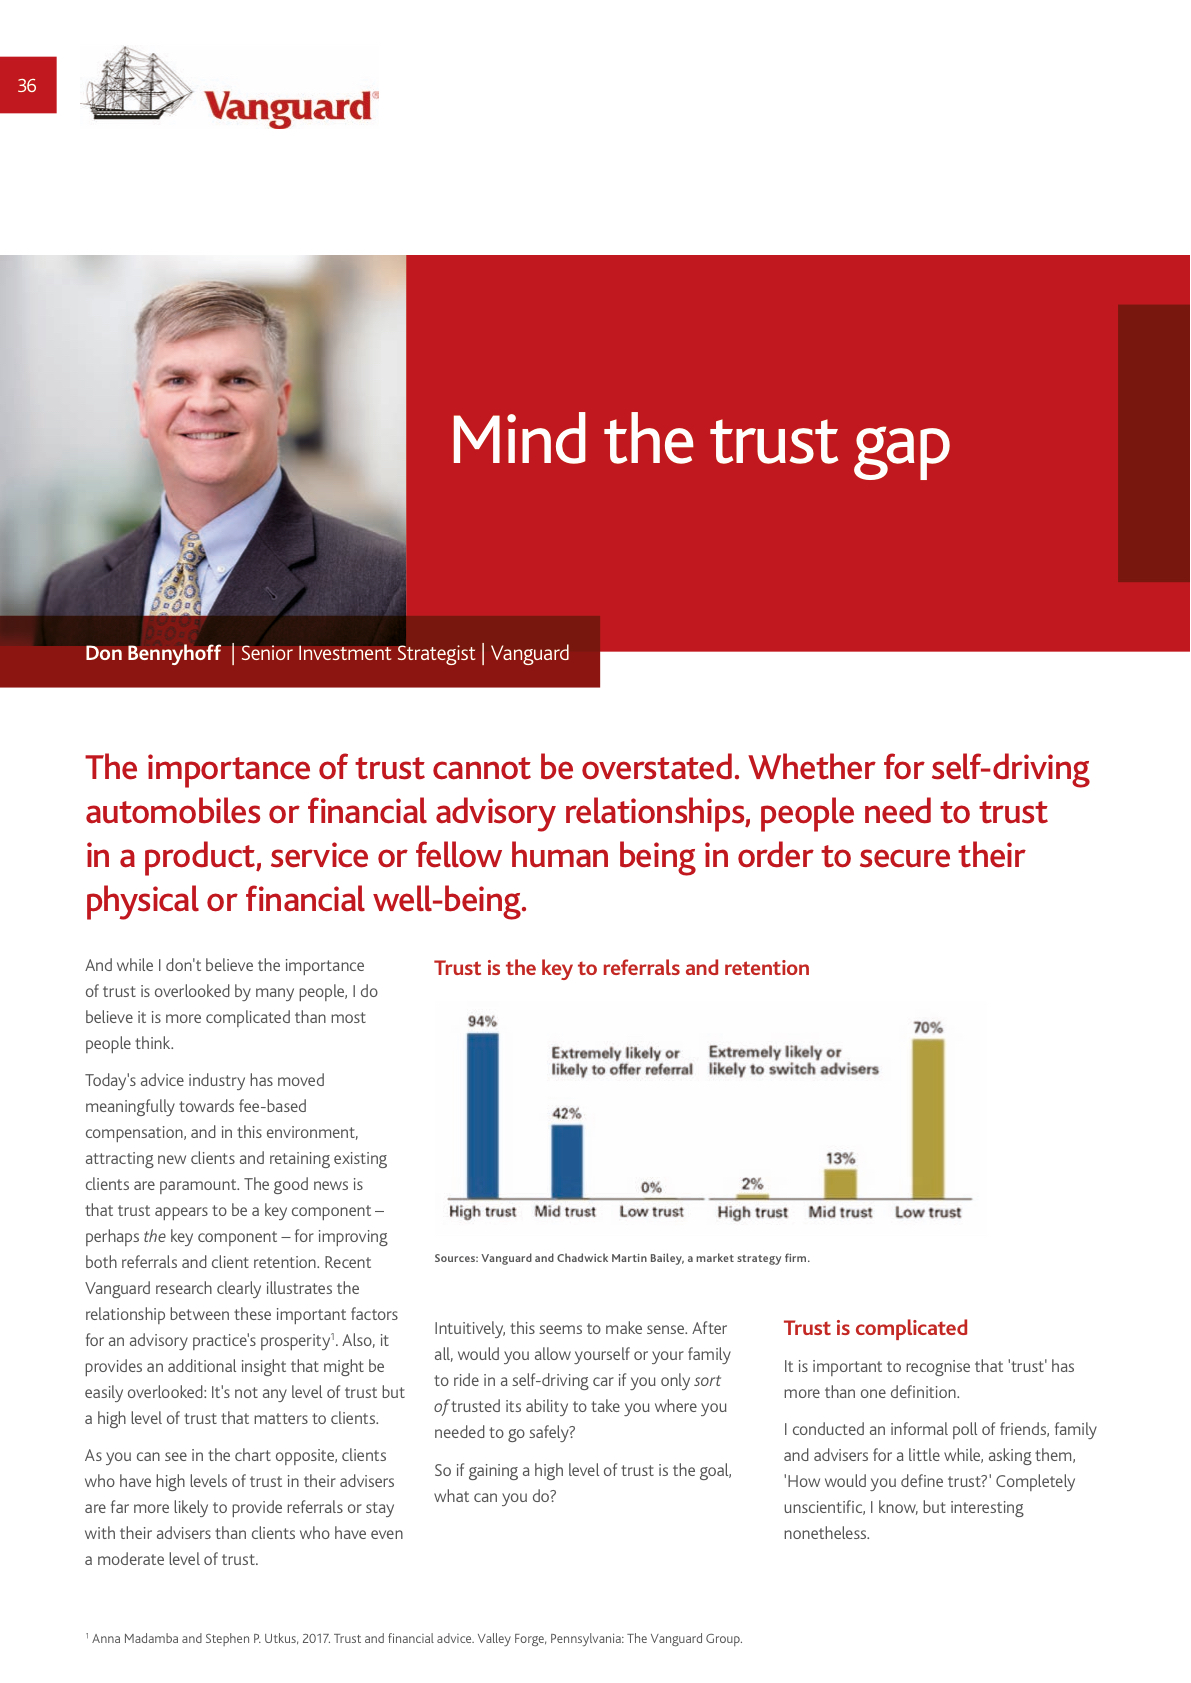 36
Vanguard®
Mind the trust gap
Don Bennyhoff | Senior Investment Strategist | Vanguard
The importance of trust cannot be overstated. Whether for self-driving
automobiles or financial advisory relationships, people need to trust
in a product, service or fellow human being in order to secure their
physical or financial well-being.
And while I don't believe the importance
of trust is overlooked by many people, I do
believe it is more complicated than most
people think.
Today's advice industry has moved
meaningfully towards fee-based
compensation, and in this environment,
attracting new clients and retaining existing
clients are paramount. The good news is
that trust appears to be a key component –
perhaps the key component – for improving
both referrals and client retention. Recent
Vanguard research clearly illustrates the
relationship between these important factors
for an advisory practice's prosperity¹. Also, it
provides an additional insight that might be
easily overlooked: It's not any level of trust but
a high level of trust that matters to clients.
As you can see in the chart opposite, clients
who have high levels of trust in their advisers
are far more likely to provide referrals or stay
with their advisers than clients who have even
a moderate level of trust.
Trust is the key to referrals and retention
94%
42%
0%
Extremely likely or
likely to offer referral
Extremely likely or
likely to switch advisers
2%
13%
70%
High trust Mid trust Low trust High trust Mid trust Low trust
Sources: Vanguard and Chadwick Martin Bailey, a market strategy firm.
Intuitively, this seems to make sense. After
all, would you allow yourself or your family
to ride in a self-driving car if you only sort
of trusted its ability to take you where you
needed to go safely?
So if gaining a high level of trust is the goal,
what can you do?
Trust is complicated
It is important to recognise that 'trust' has
more than one definition.
I conducted an informal poll of friends, family
and advisers for a little while, asking them,
'How would you define trust?' Completely
unscientific, I know, but interesting
nonetheless.
¹ Anna Madamba and Stephen P. Utkus, 2017. Trust and financial advice. Valley Forge, Pennsylvania: The Vanguard Group.